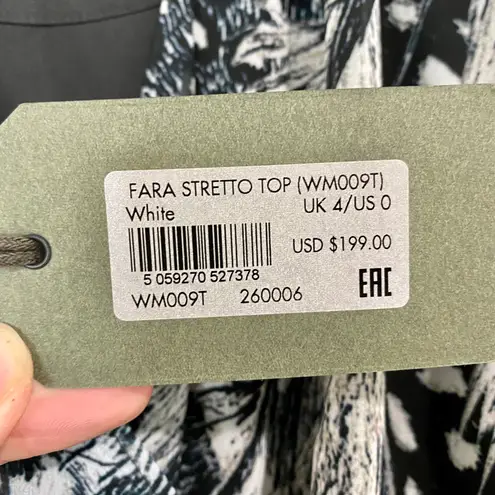 FARA STRETTO TOP (WM009T)
White UK 4/US 0
USD $199.00
5 059270 527378
WM009T 260006 EAC